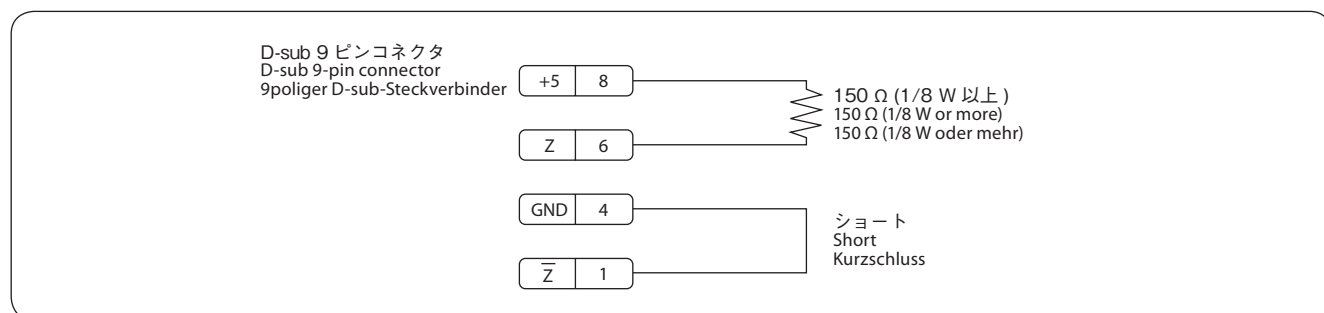 D-sub 9 ピンコネクタ
D-sub 9-pin connector
9poliger D-sub-Steckverbinder
+5 8
150 Ω (1/8 W 以上 )
150 Ω (1/8 W or more)
150 Ω (1/8 W oder mehr)
Z 6
GND 4
ショート
Short
Kurzschluss
Z̅ 1